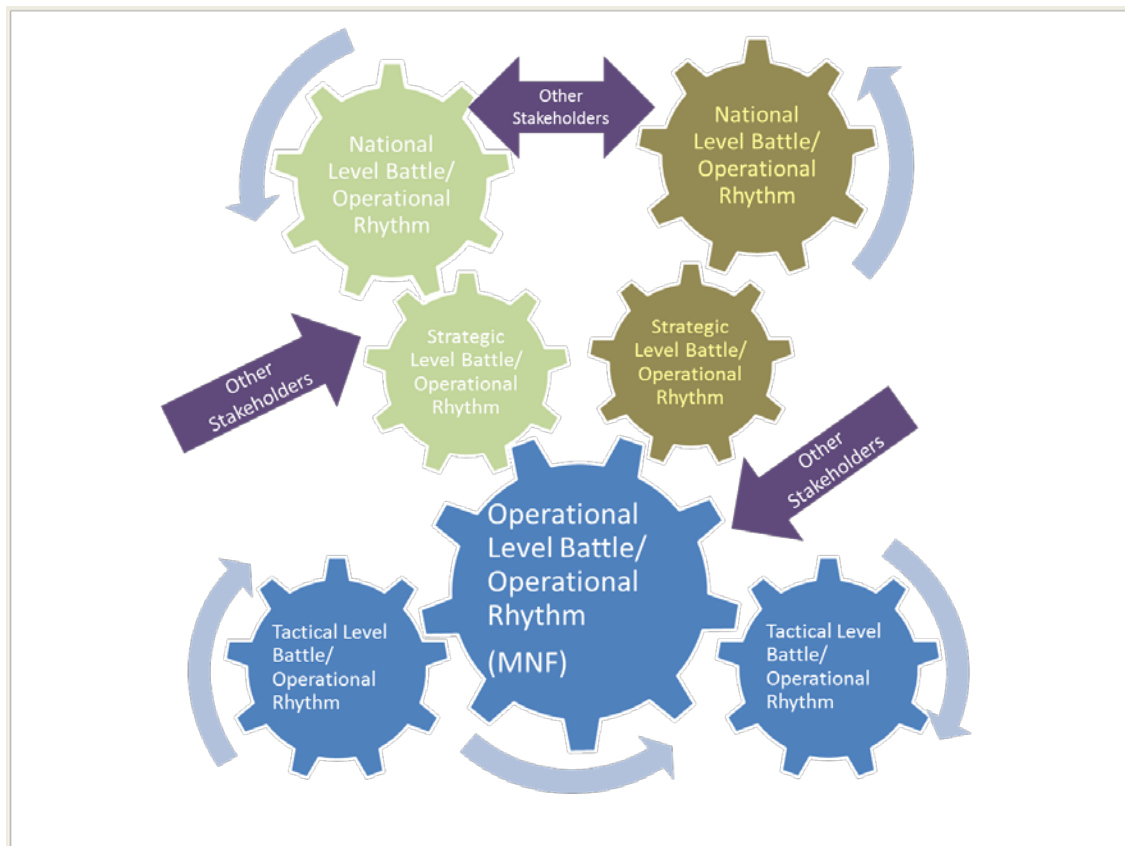 Other
Stakeholders
National
Level Battle/
Operational
Rhythm
National
Level Battle/
Operational
Rhythm
Strategic
Level Battle/
Operational
Rhythm
Strategic
Level Battle/
Operational
Rhythm
Other
Stakeholders
Other
Stakeholders
Operational
Level Battle/
Operational
Rhythm
(MNF)
Tactical Level
Battle/
Operational
Rhythm
Tactical Level
Battle/
Operational
Rhythm